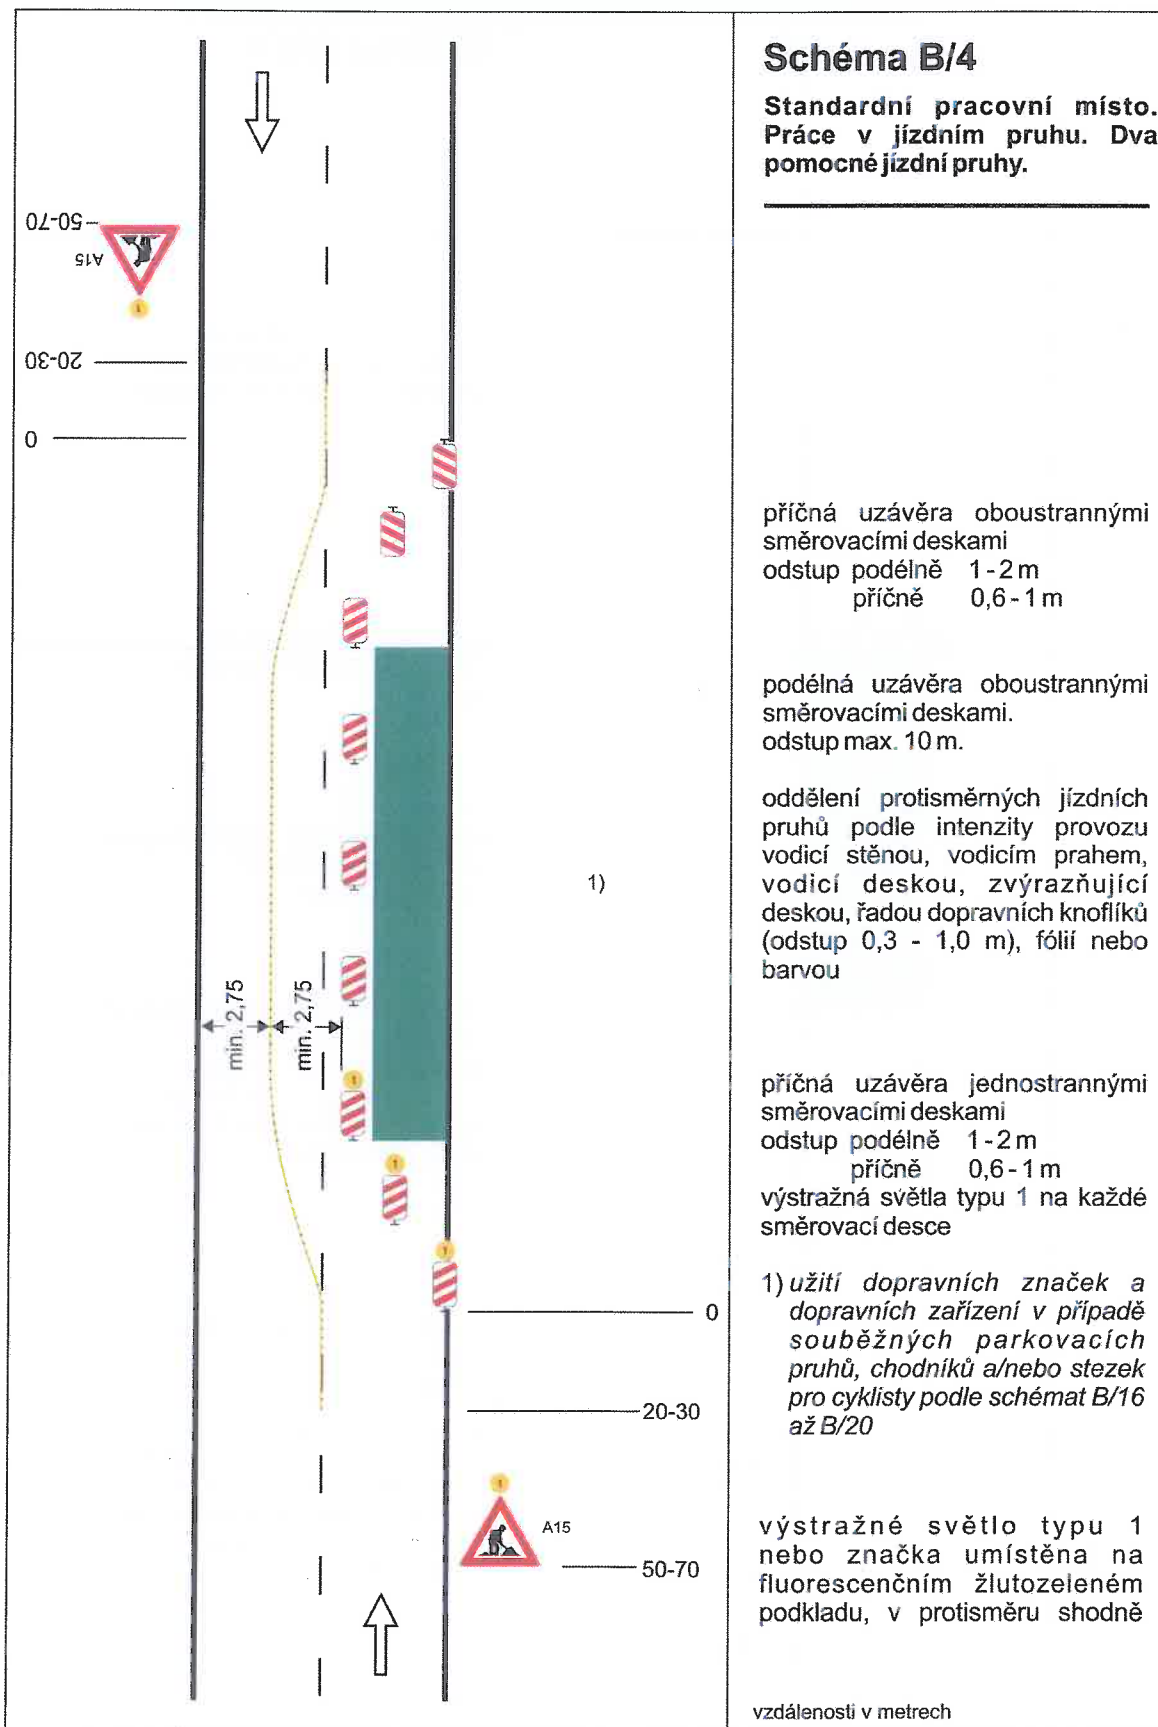 Schéma B/4
Standardní pracovní místo.
Práce v jízdním pruhu. Dva
pomocné jízdní pruhy.
50-70
A15
1
20-30
0
příčná uzávěra oboustrannými
směrovacími deskami
odstup podélně 1-2 m
příčně 0,6-1 m
podélná uzávěra oboustrannými
směrovacími deskami.
odstup max. 10 m.
oddělení protisměrných jízdních
pruhů podle intenzity provozu
vodicí stěnou, vodicím prahem,
vodicí deskou, zvýrazňující
deskou, řadou dopravních knoflíků
(odstup 0,3 - 1,0 m), fólií nebo
barvou
1)
min. 2,75
min. 2,75
1
1
1
příčná uzávěra jednostrannými
směrovacími deskami
odstup podélně 1-2 m
příčně 0,6-1 m
výstražná světla typu 1 na každé
směrovací desce
0
20-30
1) užití dopravních značek a
dopravních zařízení v případě
souběžných parkovacích
pruhů, chodníků a/nebo stezek
pro cyklisty podle schémat B/16
až B/20
1
A15
50-70
výstražné světlo typu 1
nebo značka umístěna na
fluorescenčním žlutozeleném
podkladu, v protisměru shodně
vzdálenosti v metrech